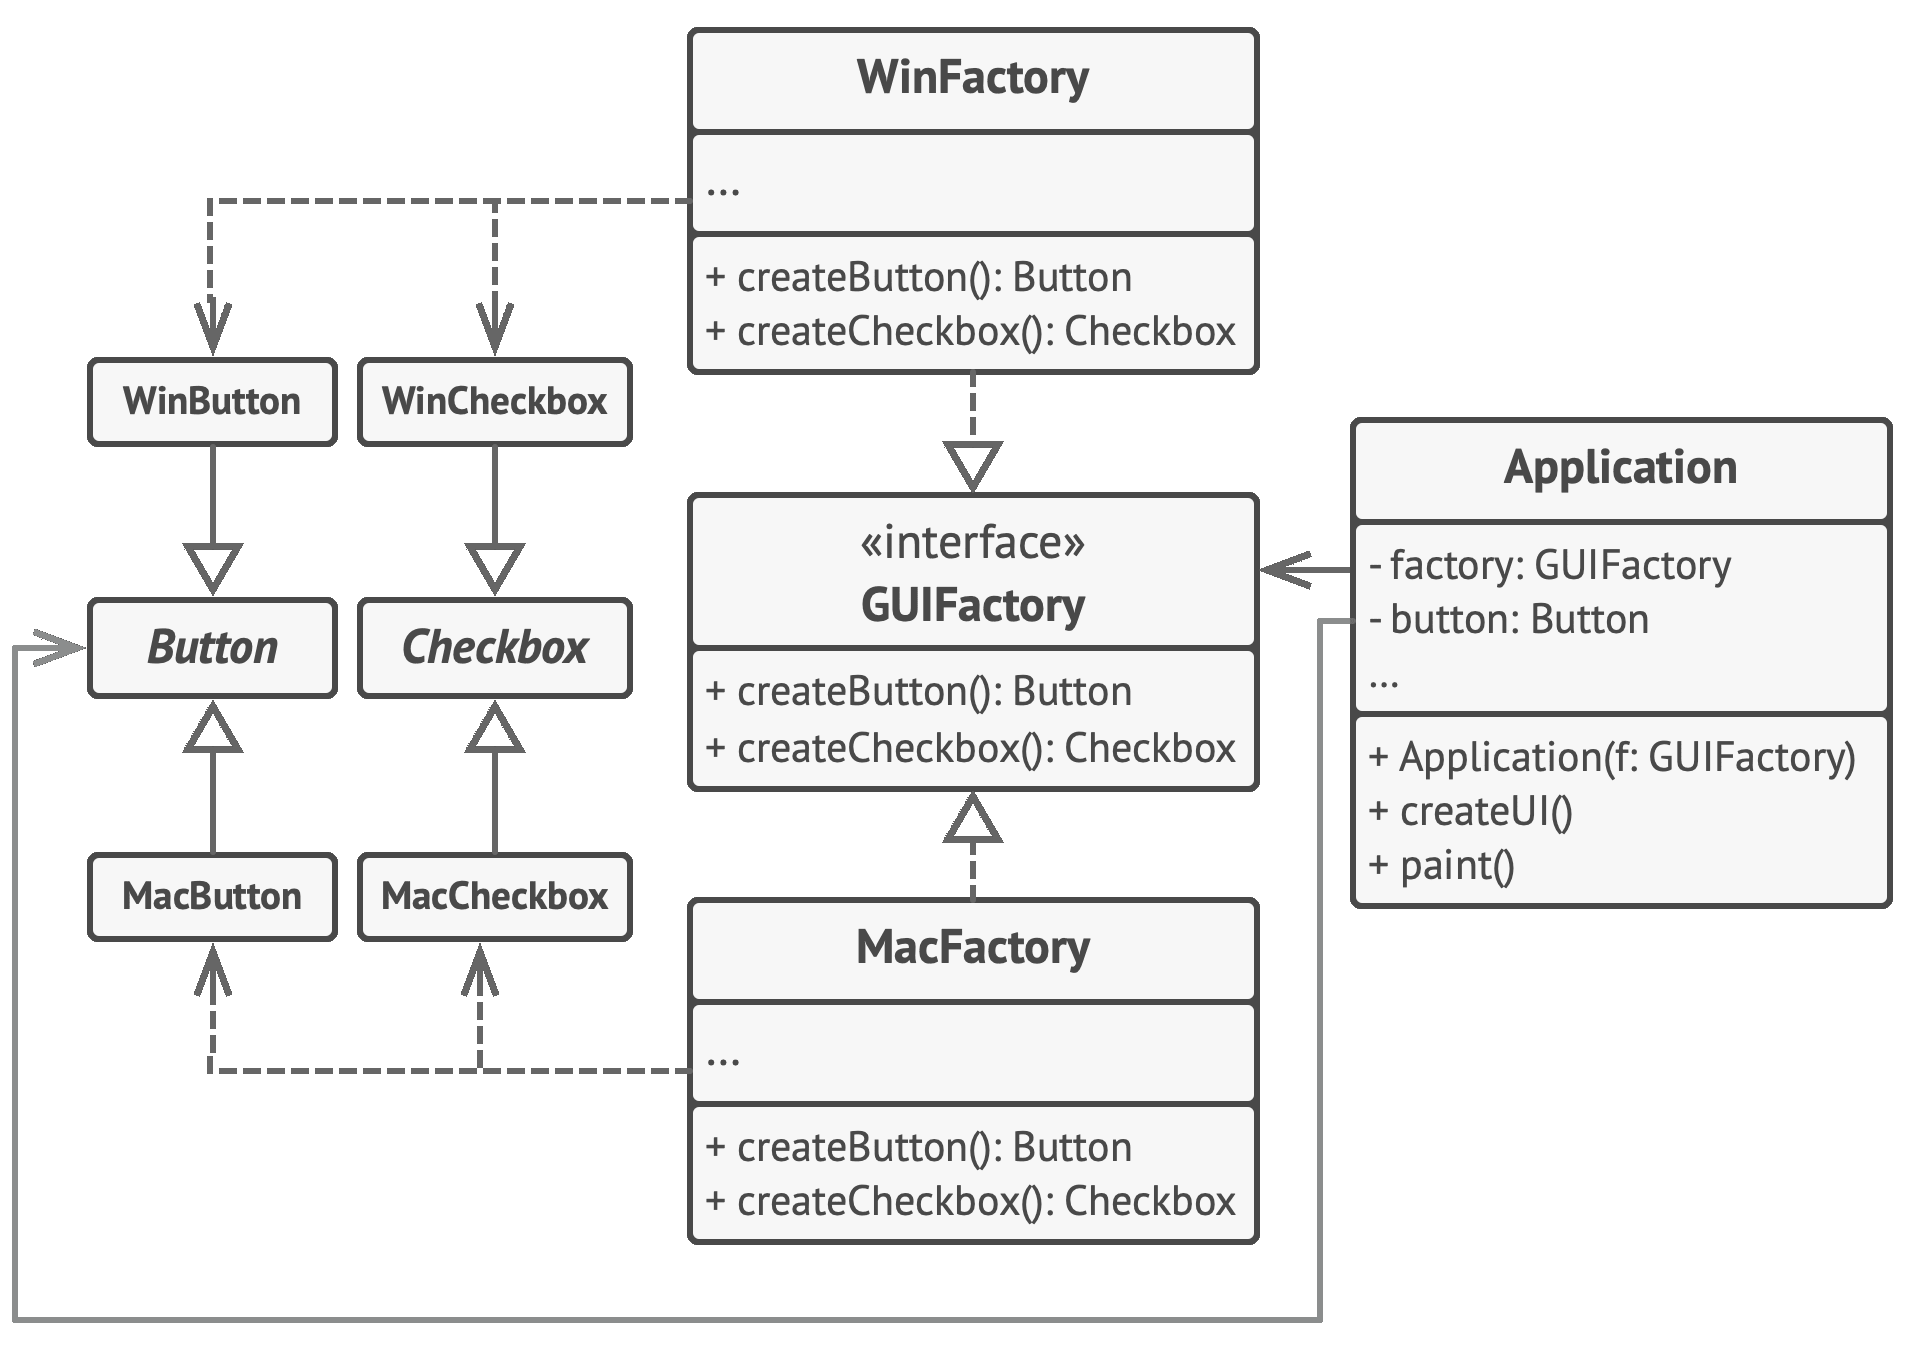 WinFactory
...
+ createButton(): Button
+ createCheckbox(): Checkbox
WinButton
WinCheckbox
Button
Checkbox
MacButton
MacCheckbox
«interface»
GUIFactory
+ createButton(): Button
+ createCheckbox(): Checkbox
Application
- factory: GUIFactory
- button: Button
...
+ Application(f: GUIFactory)
+ createUI()
+ paint()
MacFactory
...
+ createButton(): Button
+ createCheckbox(): Checkbox